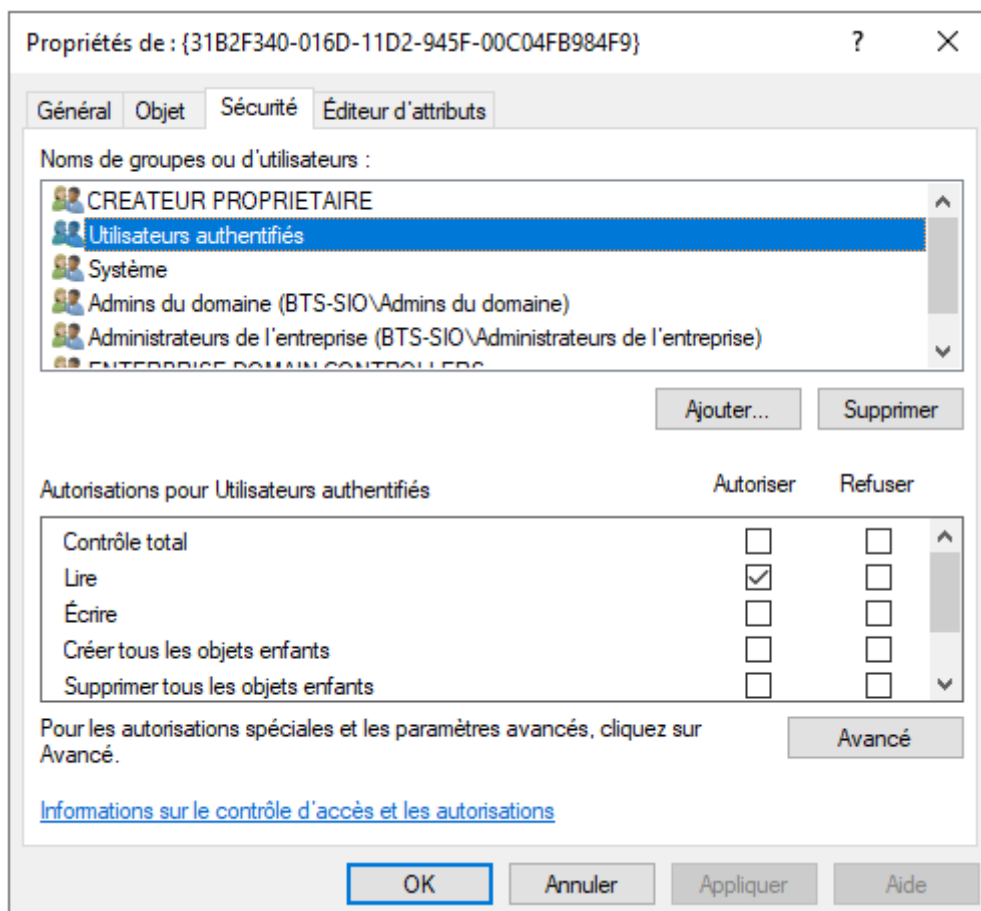 Propriétés de : {31B2F340-016D-11D2-945F-00C04FB984F9}
?
Général Objet Sécurité Éditeur d'attributs
Noms de groupes ou d'utilisateurs :
CREATEUR PROPRIETAIRE
Utilisateurs authentifiés
Système
Admins du domaine (BTS-SIO\Admins du domaine)
Administrateurs de l'entreprise (BTS-SIO\Administrateurs de l'entreprise)
ENTERPRISE DOMAIN CONTROLLERS
Ajouter... Supprimer
Autorisations pour Utilisateurs authentifiés Autoriser Refuser
Contrôle total
Lire
Écrire
Créer tous les objets enfants
Supprimer tous les objets enfants
Pour les autorisations spéciales et les paramètres avancés, cliquez sur
Avancé.
Avancé
Informations sur le contrôle d'accès et les autorisations
OK Annuler Appliquer Aide